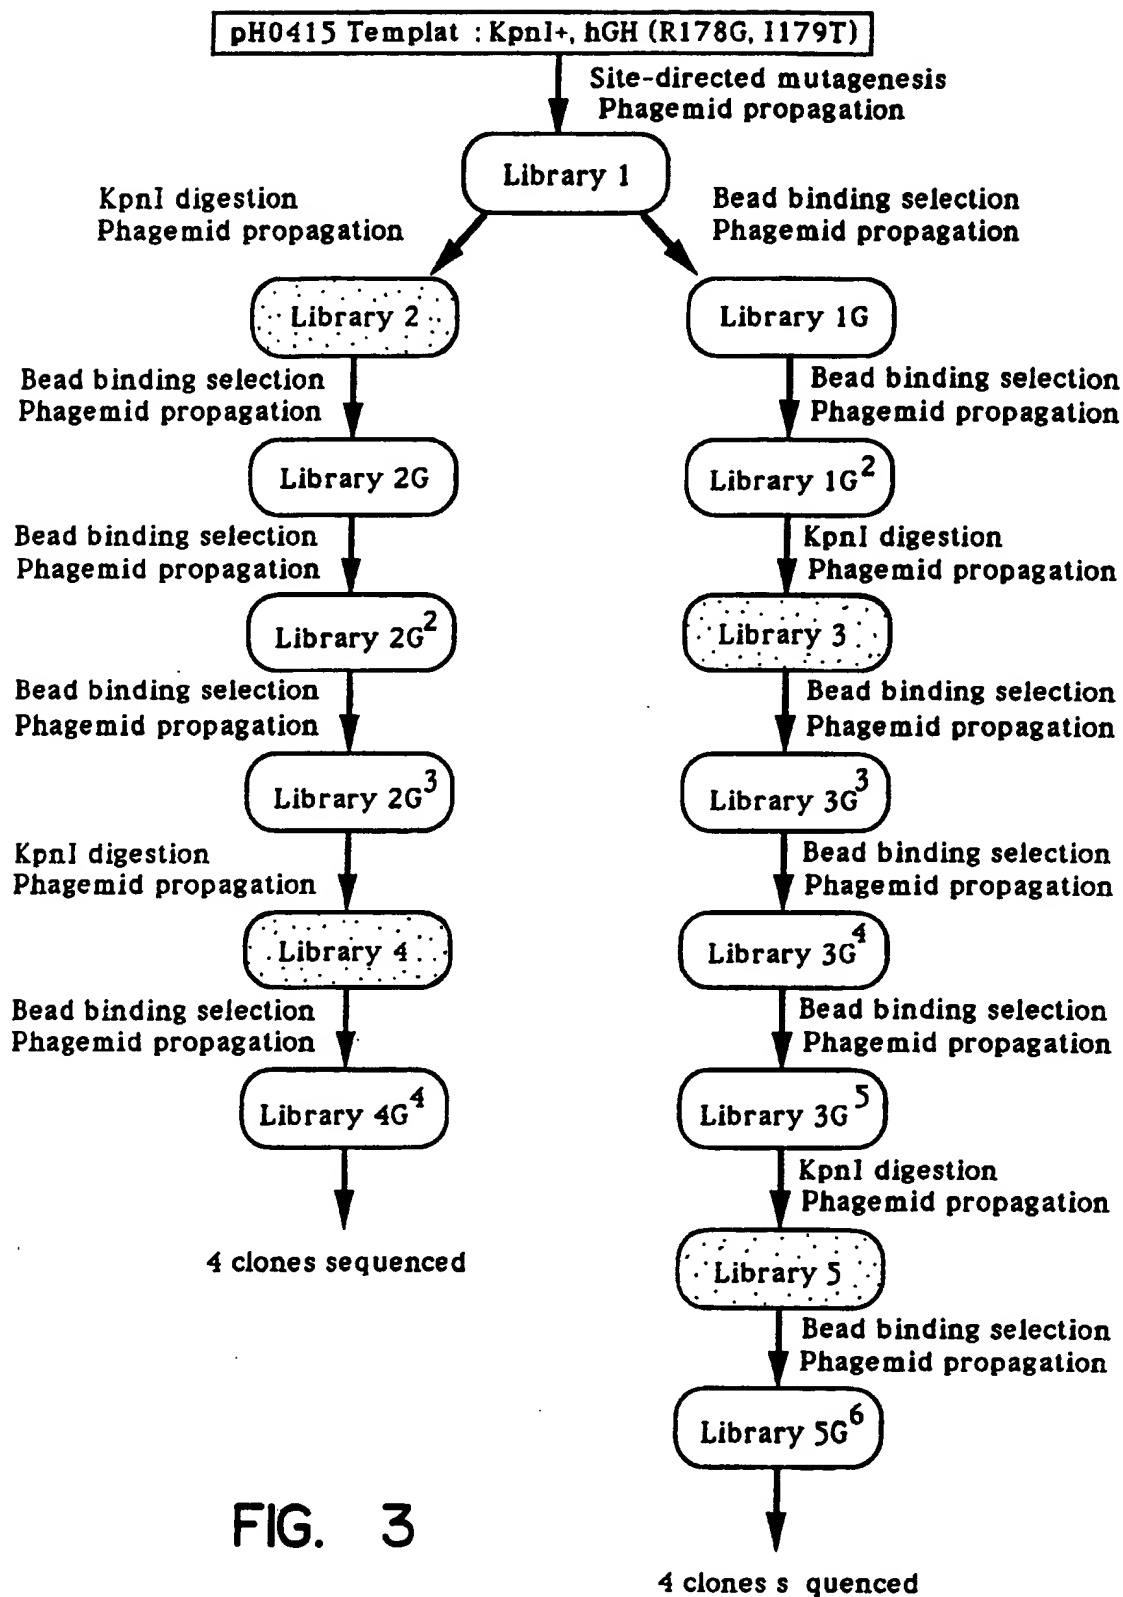 pH0415 Templat : KpnI+, hGH (R178G, I179T)
Site-directed mutagenesis
Phagemid propagation
Library 1
KpnI digestion
Phagemid propagation
Bead binding selection
Phagemid propagation
Library 2
Library 1G
Bead binding selection
Phagemid propagation
Bead binding selection
Phagemid propagation
Library 2G
Library 1G²
Bead binding selection
Phagemid propagation
KpnI digestion
Phagemid propagation
Library 2G²
Library 3
Bead binding selection
Phagemid propagation
Bead binding selection
Phagemid propagation
Library 2G³
Library 3G³
KpnI digestion
Phagemid propagation
Bead binding selection
Phagemid propagation
Library 4
Library 3G⁴
Bead binding selection
Phagemid propagation
Bead binding selection
Phagemid propagation
Library 4G⁴
Library 3G⁵
KpnI digestion
Phagemid propagation
4 clones sequenced
Library 5
Bead binding selection
Phagemid propagation
Library 5G⁶
FIG. 3
4 clones s quenced